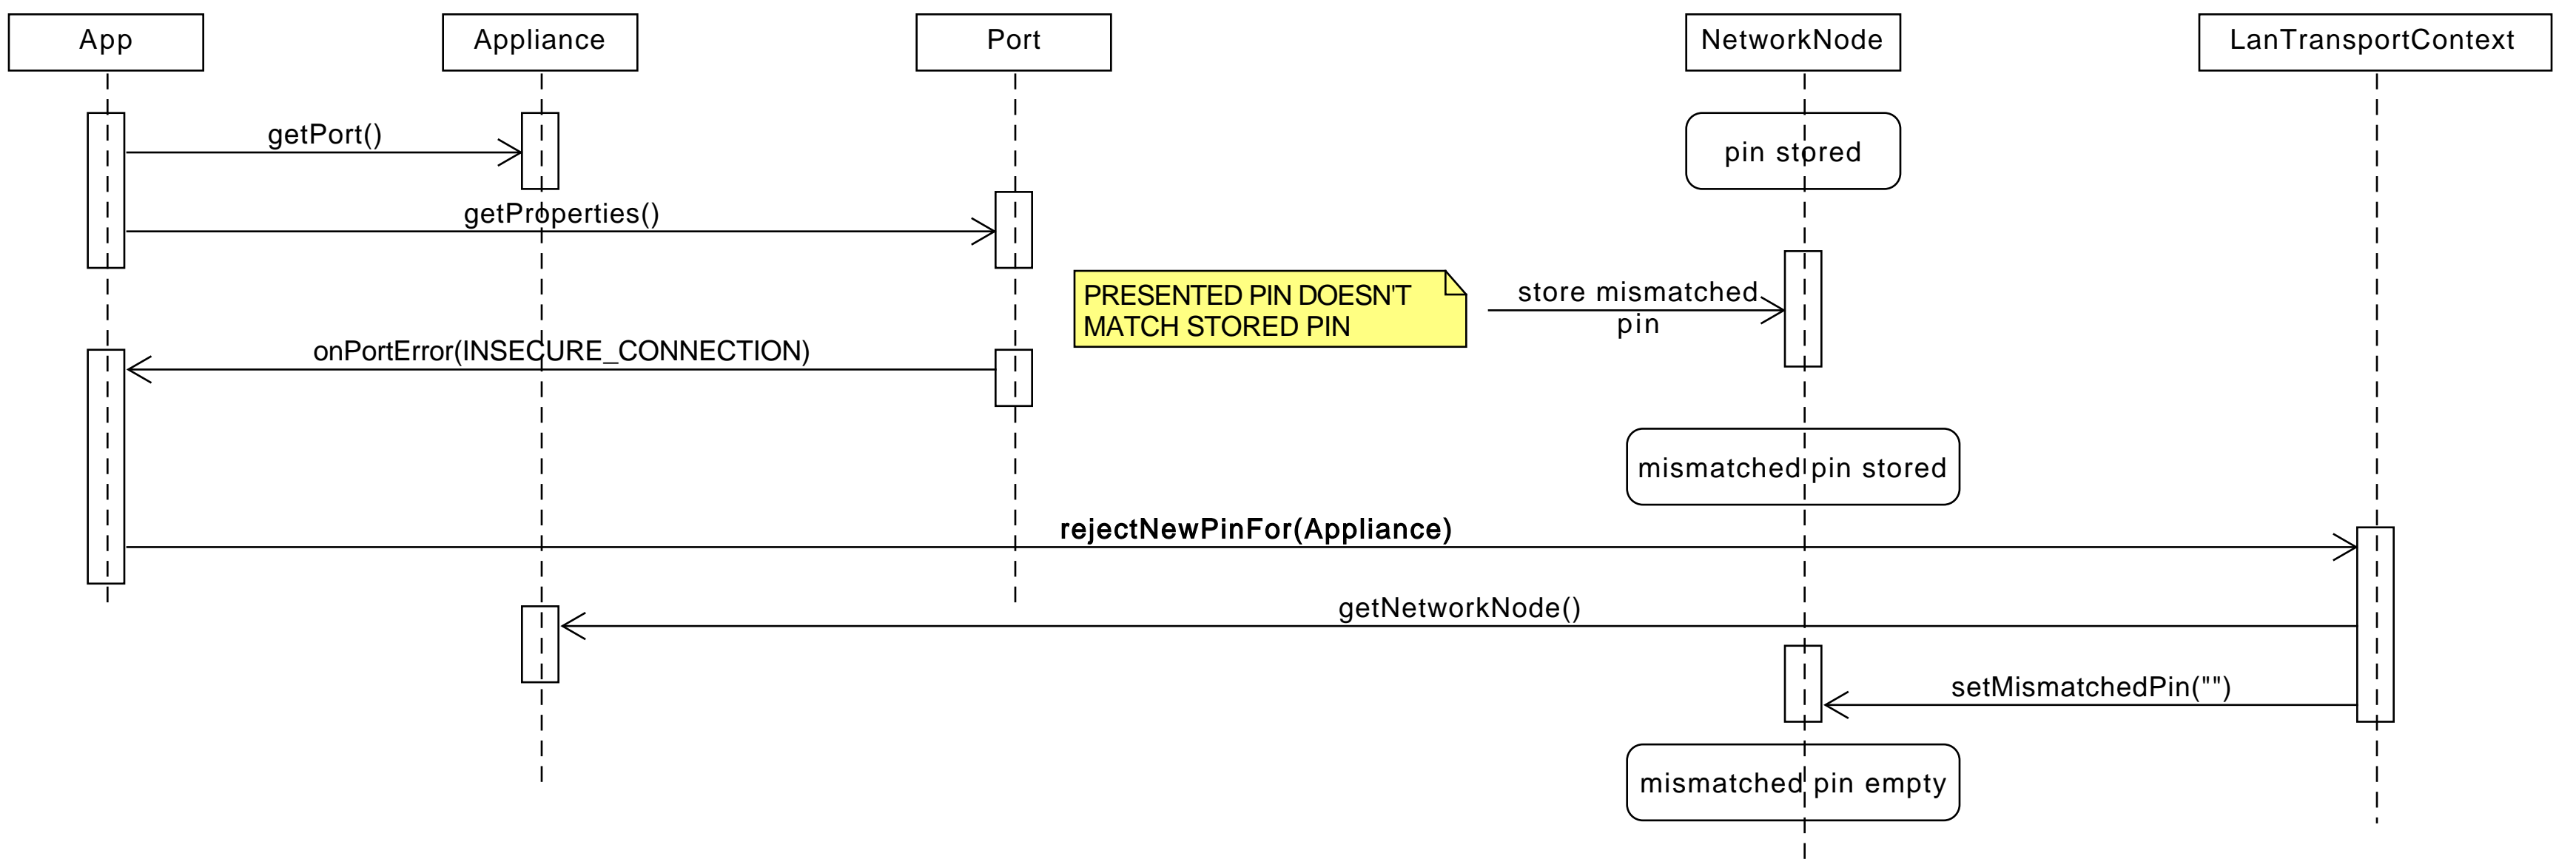 App
Appliance
Port
NetworkNode
LanTransportContext
getPort()
pin stored
getProperties()
PRESENTED PIN DOESN'T
MATCH STORED PIN
store mismatched
pin
onPortError(INSECURE_CONNECTION)
mismatched pin stored
rejectNewPinFor(Appliance)
getNetworkNode()
setMismatchedPin("")
mismatched pin empty